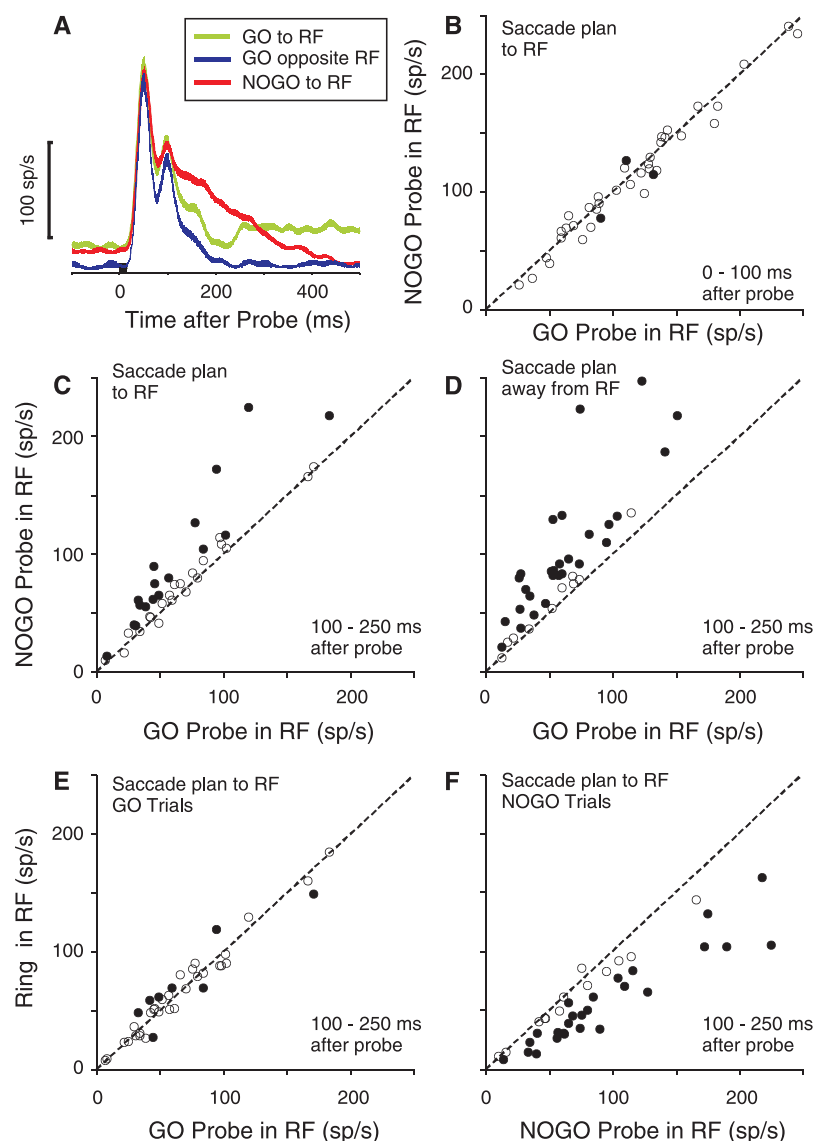 A
GO to RF
GO opposite RF
NOGO to RF
100 sp/s
0
200
400
Time after Probe (ms)
B
Saccade plan
to RF
NOGO Probe in RF (sp/s)
200
100
0
0 - 100 ms
after probe
0
100
200
GO Probe in RF (sp/s)
C
Saccade plan
to RF
NOGO Probe in RF (sp/s)
200
100
0
100 - 250 ms
after probe
0
100
200
GO Probe in RF (sp/s)
D
Saccade plan
away from RF
100 - 250 ms
after probe
0
100
200
GO Probe in RF (sp/s)
E
Saccade plan to RF
GO Trials
Ring in RF (sp/s)
200
100
0
100 - 250 ms
after probe
0
100
200
GO Probe in RF (sp/s)
F
Saccade plan to RF
NOGO Trials
100 - 250 ms
after probe
0
100
200
NOGO Probe in RF (sp/s)